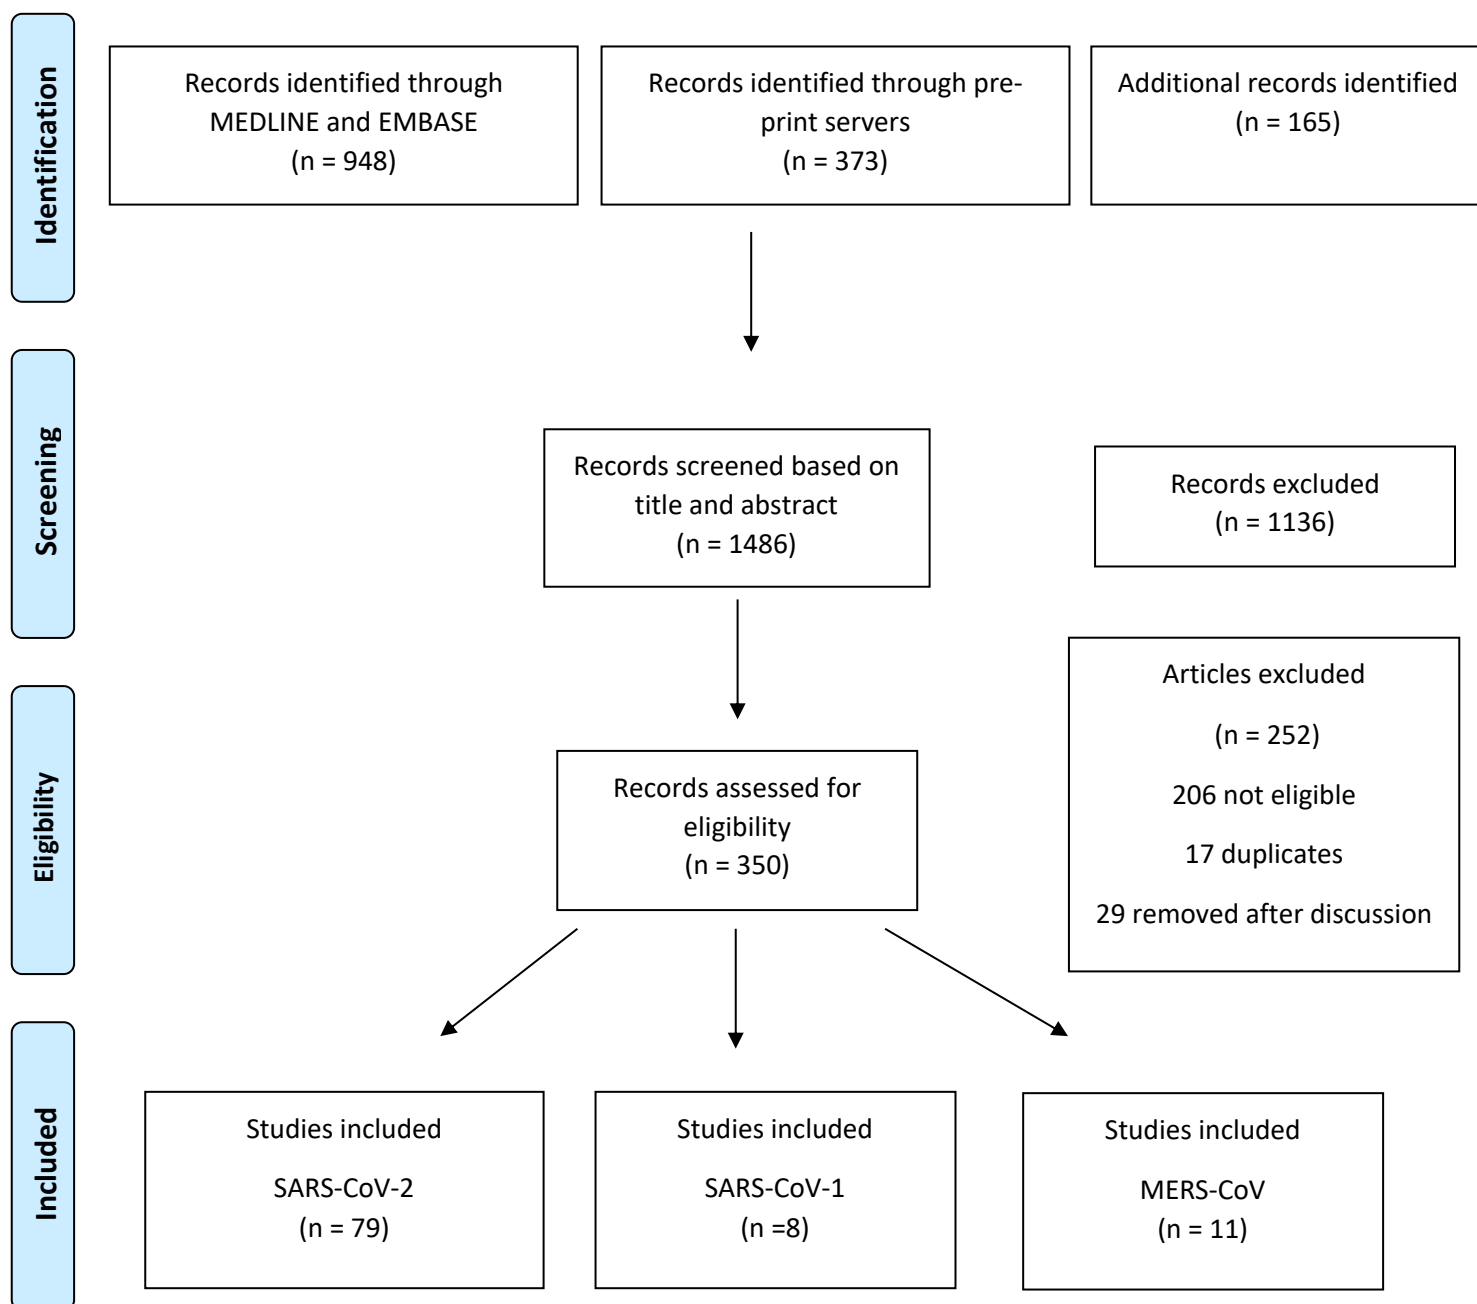 Identification
Records identified through
MEDLINE and EMBASE
(n = 948)
Records identified through pre-
print servers
(n = 373)
Additional records identified
(n = 165)
Screening
Records screened based on
title and abstract
(n = 1486)
Records excluded
(n = 1136)
Eligibility
Records assessed for
eligibility
(n = 350)
Articles excluded
(n = 252)
206 not eligible
17 duplicates
29 removed after discussion
Included
Studies included
SARS-CoV-2
(n = 79)
Studies included
SARS-CoV-1
(n =8)
Studies included
MERS-CoV
(n = 11)